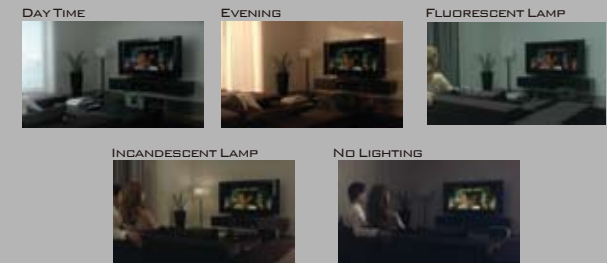 DAY TIME
EVENING
FLUORESCENT LAMP
INCANDESCENT LAMP
NO LIGHTING